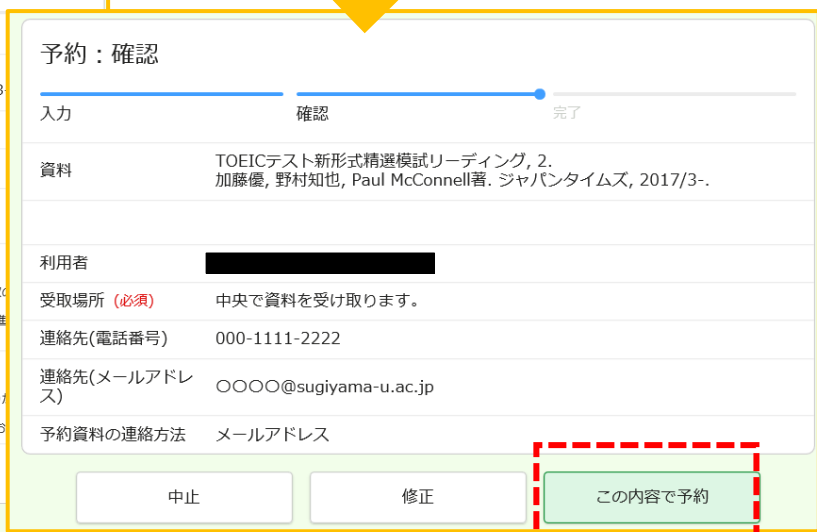 予約：確認
入力 確認 完了
資料 TOEICテスト新形式精選模試リーディング, 2.
加藤優, 野村知也, Paul McConnell著. ジャパンタイムズ, 2017/3-.
利用者
受取場所 (必須) 中央で資料を受け取ります。
連絡先(電話番号) 000-1111-2222
連絡先(メールアドレ
ス) 〇〇〇〇@sugiyama-u.ac.jp
予約資料の連絡方法 メールアドレス
中止 修正 この内容で予約